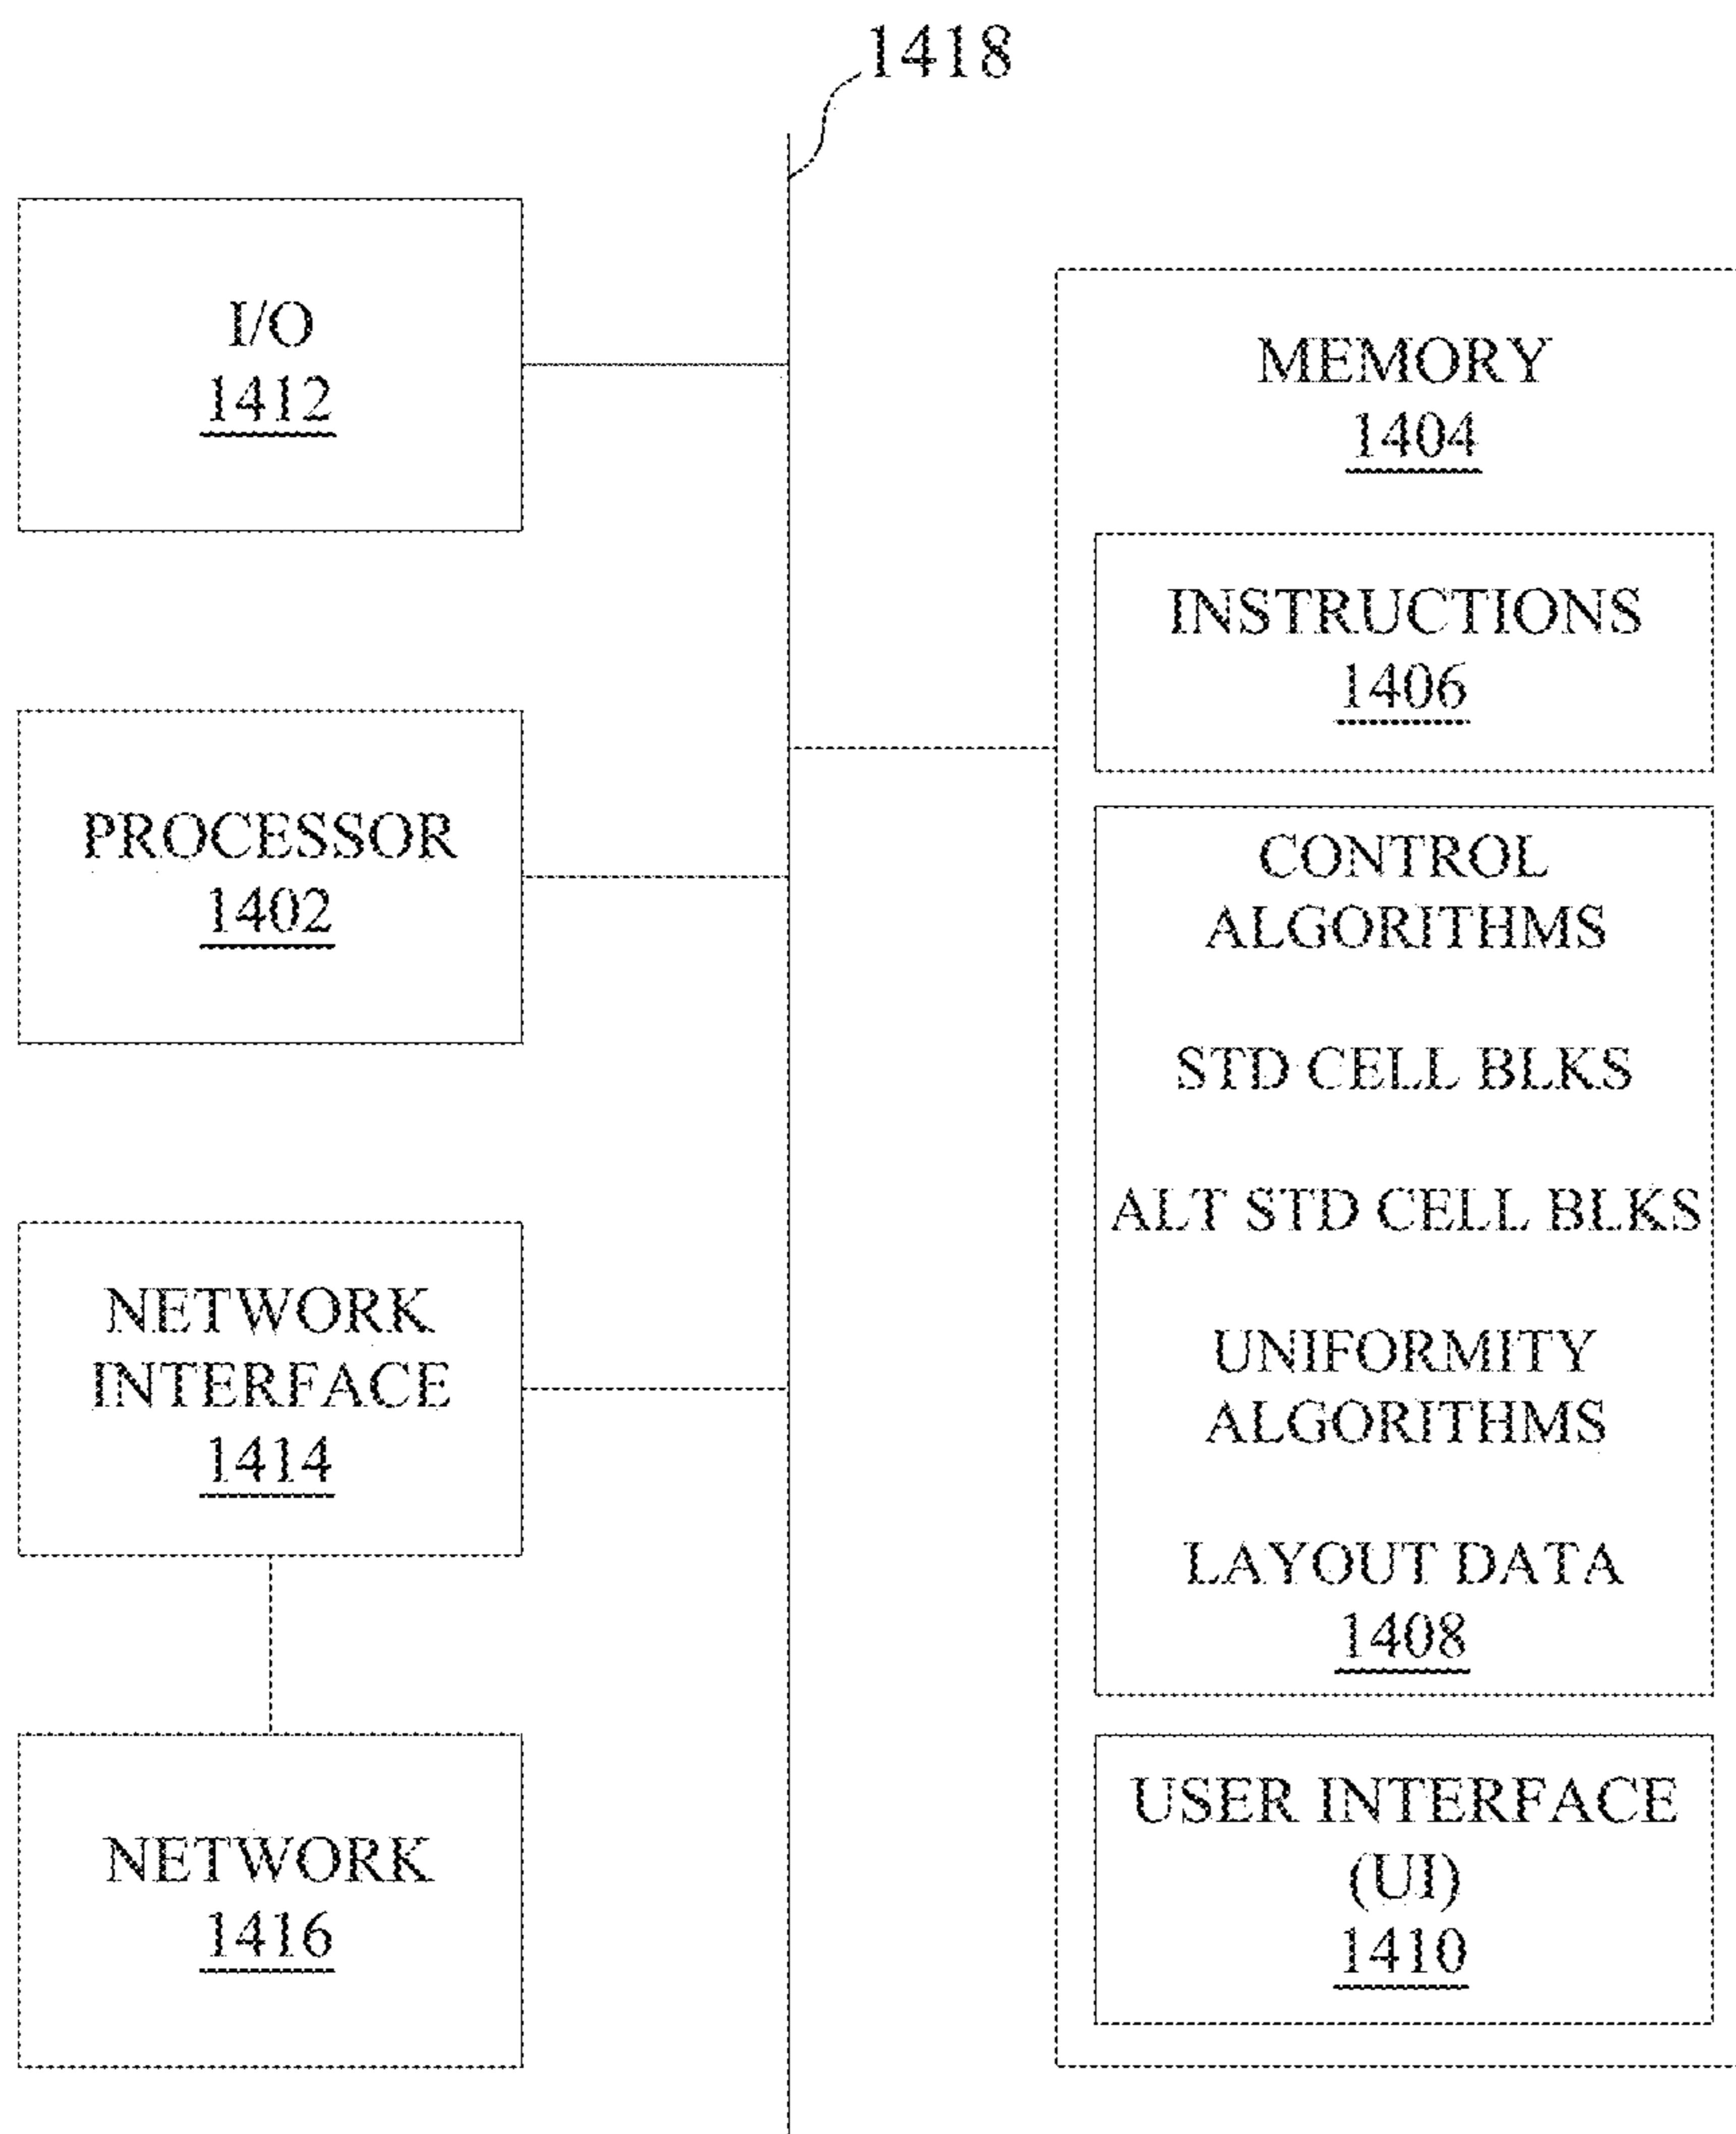 1418
I/O
1412
PROCESSOR
1402
NETWORK
INTERFACE
1414
NETWORK
1416
MEMORY
1404
INSTRUCTIONS
1406
CONTROL
ALGORITHMS
STD CELL BLKS
ALT STD CELL BLKS
UNIFORMITY
ALGORITHMS
LAYOUT DATA
1408
USER INTERFACE
(UI)
1410